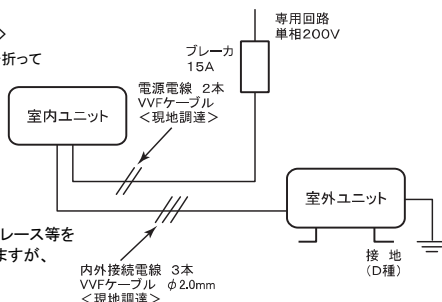 専用回路
単相200V
>
折って
ブレーカ
15A
電源電線 2本
VVFケーブル
<現地調達>
室内ユニット
室外ユニット
レース等を
ますが、
接 地
(D種)
内外接続電線 3本
VVFケーブル φ2.0mm
<現地調達>